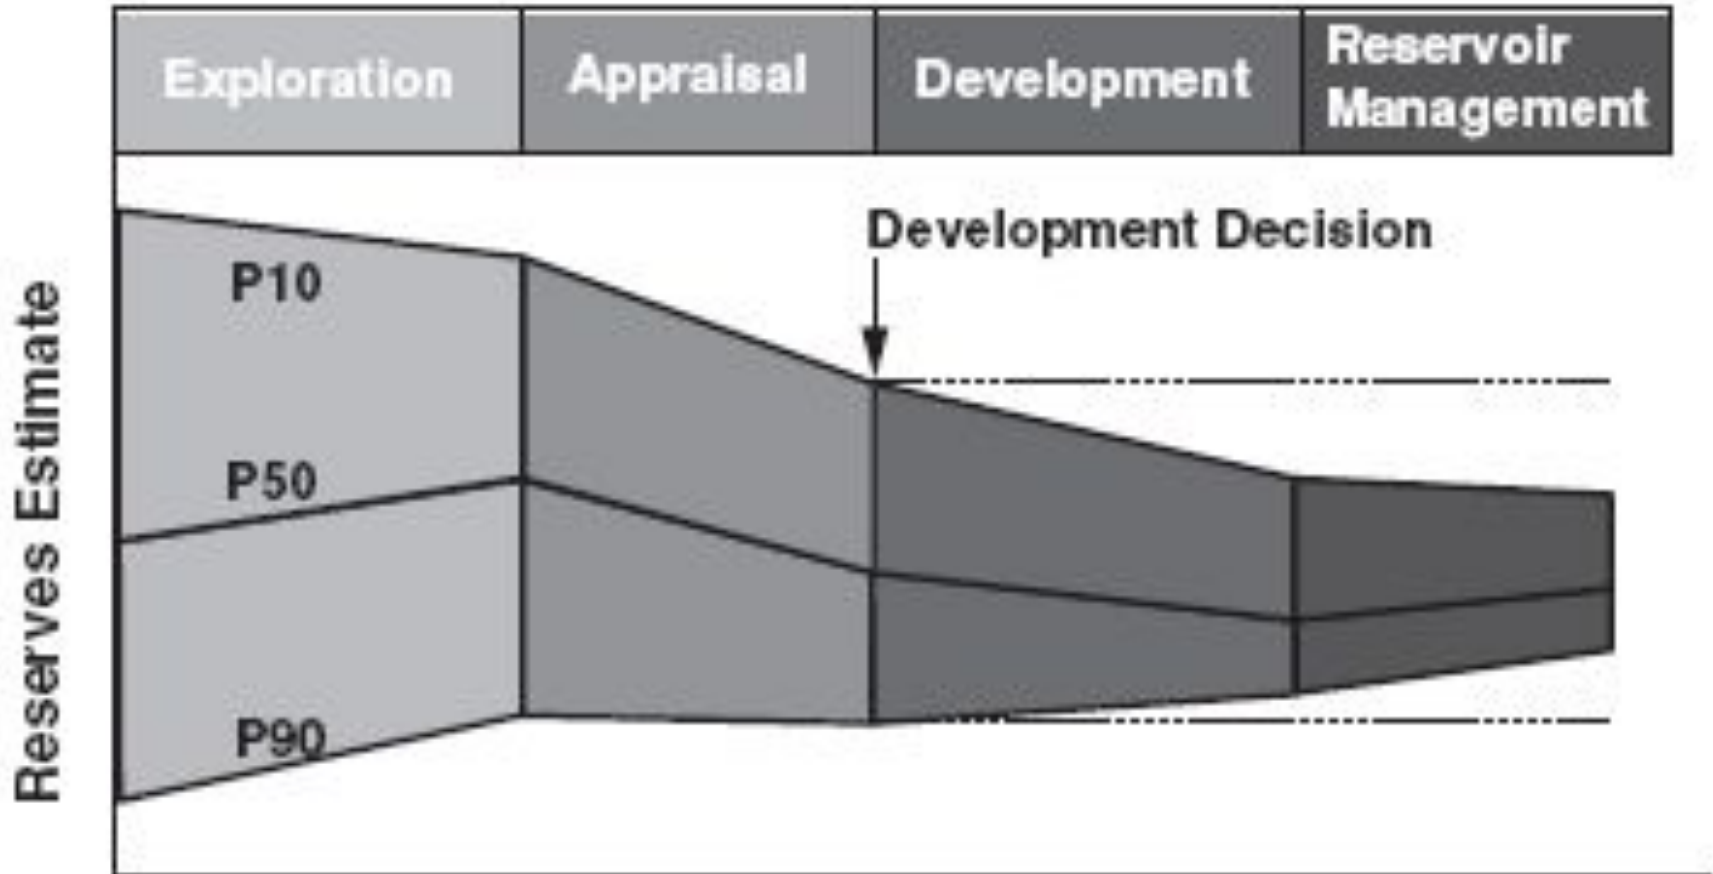 Exploration
Appraisal
Development
Reservoir
Management
Development Decision
P10
P50
P90
Reserves Estimate